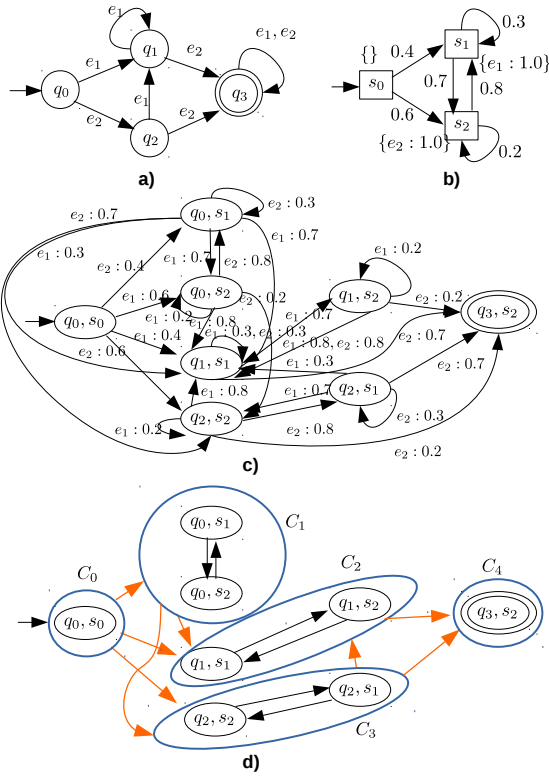 e₁
q₁
e₁
e₂
e₁, e₂
q₀
q₃
e₁
e₂
e₂
q₂
a)
{}
0.4
s₁
0.3
{e₁ : 1.0}
s₀
0.7
0.8
0.6
s₂
{e₂ : 1.0}
0.2
b)
q₀, s₁
e₂ : 0.3
e₂ : 0.7
e₁ : 0.7
e₁ : 0.3
e₁ : 0.7
e₂ : 0.8
e₂ : 0.4
e₁ : 0.2
q₀, s₂
e₁ : 0.6
e₂ : 0.2
q₁, s₂
e₂ : 0.2
q₃, s₂
q₀, s₀
e₁ : 0.2
e₁ : 0.8
e₁ : 0.7
e₁ : 0.4
e₁ : 0.3, e₂ : 0.3
e₂ : 0.7
e₂ : 0.6
e₁ : 0.8, e₂ : 0.8
q₁, s₁
e₁ : 0.3
e₂ : 0.7
e₁ : 0.8
e₁ : 0.7
q₂, s₁
q₂, s₂
e₂ : 0.3
e₁ : 0.2
e₂ : 0.8
e₂ : 0.2
c)
q₀, s₁
C₁
C₂
C₄
C₀
q₀, s₂
q₁, s₂
q₃, s₂
q₀, s₀
q₁, s₁
q₂, s₁
q₂, s₂
C₃
d)